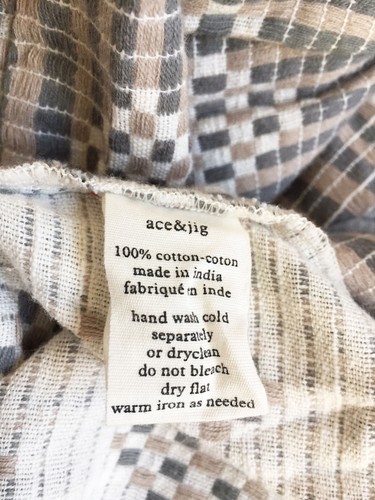 ace&jig
100% cotton-coton
made in india
fabriqué en inde
hand wash cold
separately
or dryclean
do not bleach
dry flat
warm iron as needed